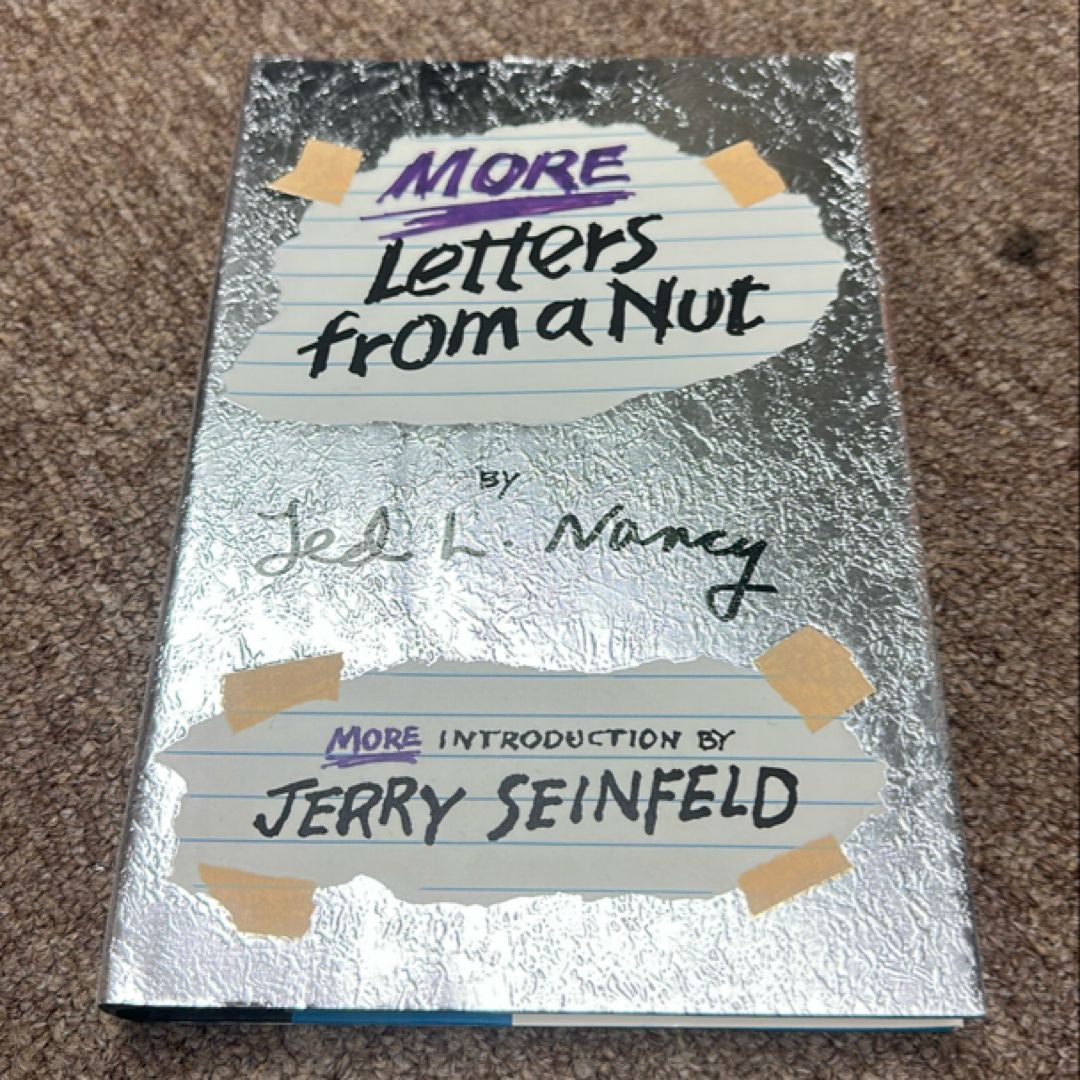 MORE
Letters
from a Nut
BY
Ted L. Nancy
MORE INTRODUCTION BY
JERRY SEINFELD